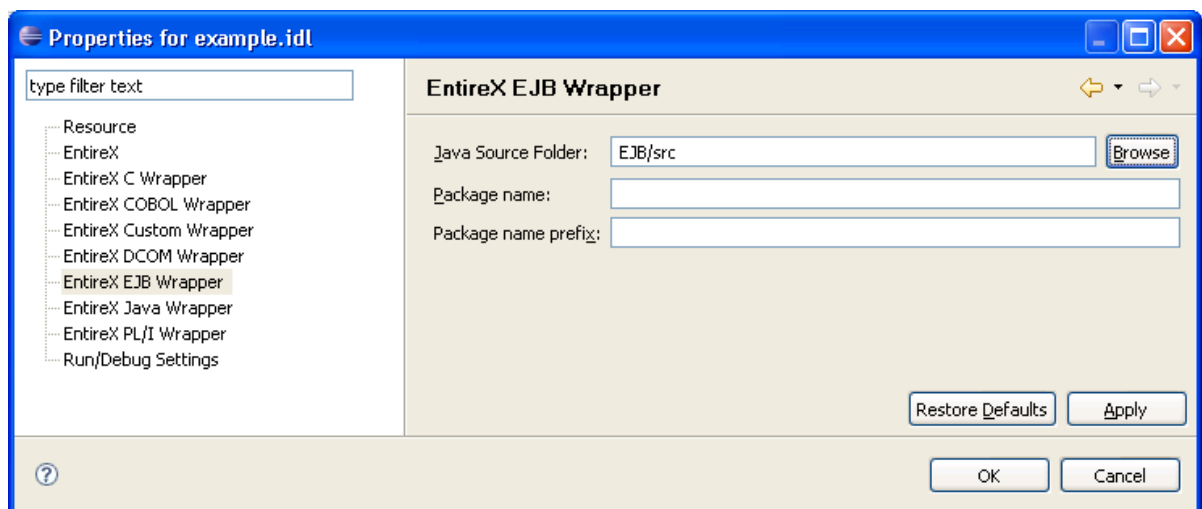 Properties for example.idl
type filter text
Resource
EntireX
EntireX C Wrapper
EntireX COBOL Wrapper
EntireX Custom Wrapper
EntireX DCOM Wrapper
EntireX EJB Wrapper
EntireX Java Wrapper
EntireX PL/I Wrapper
Run/Debug Settings
EntireX EJB Wrapper
Java Source Folder: EJB/src Browse
Package name:
Package name prefix:
Restore Defaults Apply
? OK Cancel